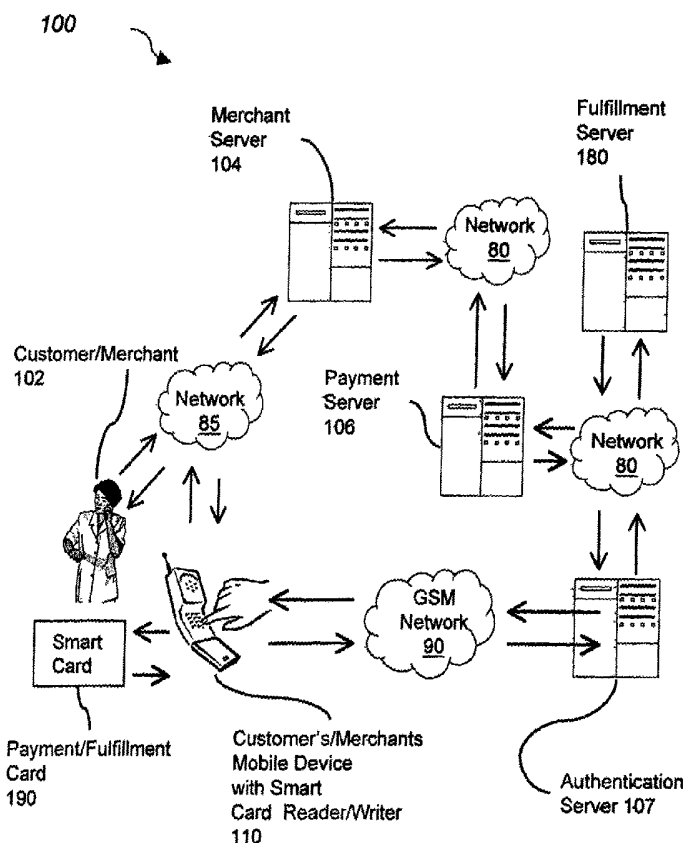 100
Merchant
Server
104
Fulfillment
Server
180
Network
80
Customer/Merchant
102
Network
85
Payment
Server
106
Network
80
Smart
Card
GSM
Network
90
Payment/Fulfillment
Card
190
Customer's/Merchants
Mobile Device
with Smart
Card Reader/Writer
110
Authentication
Server 107